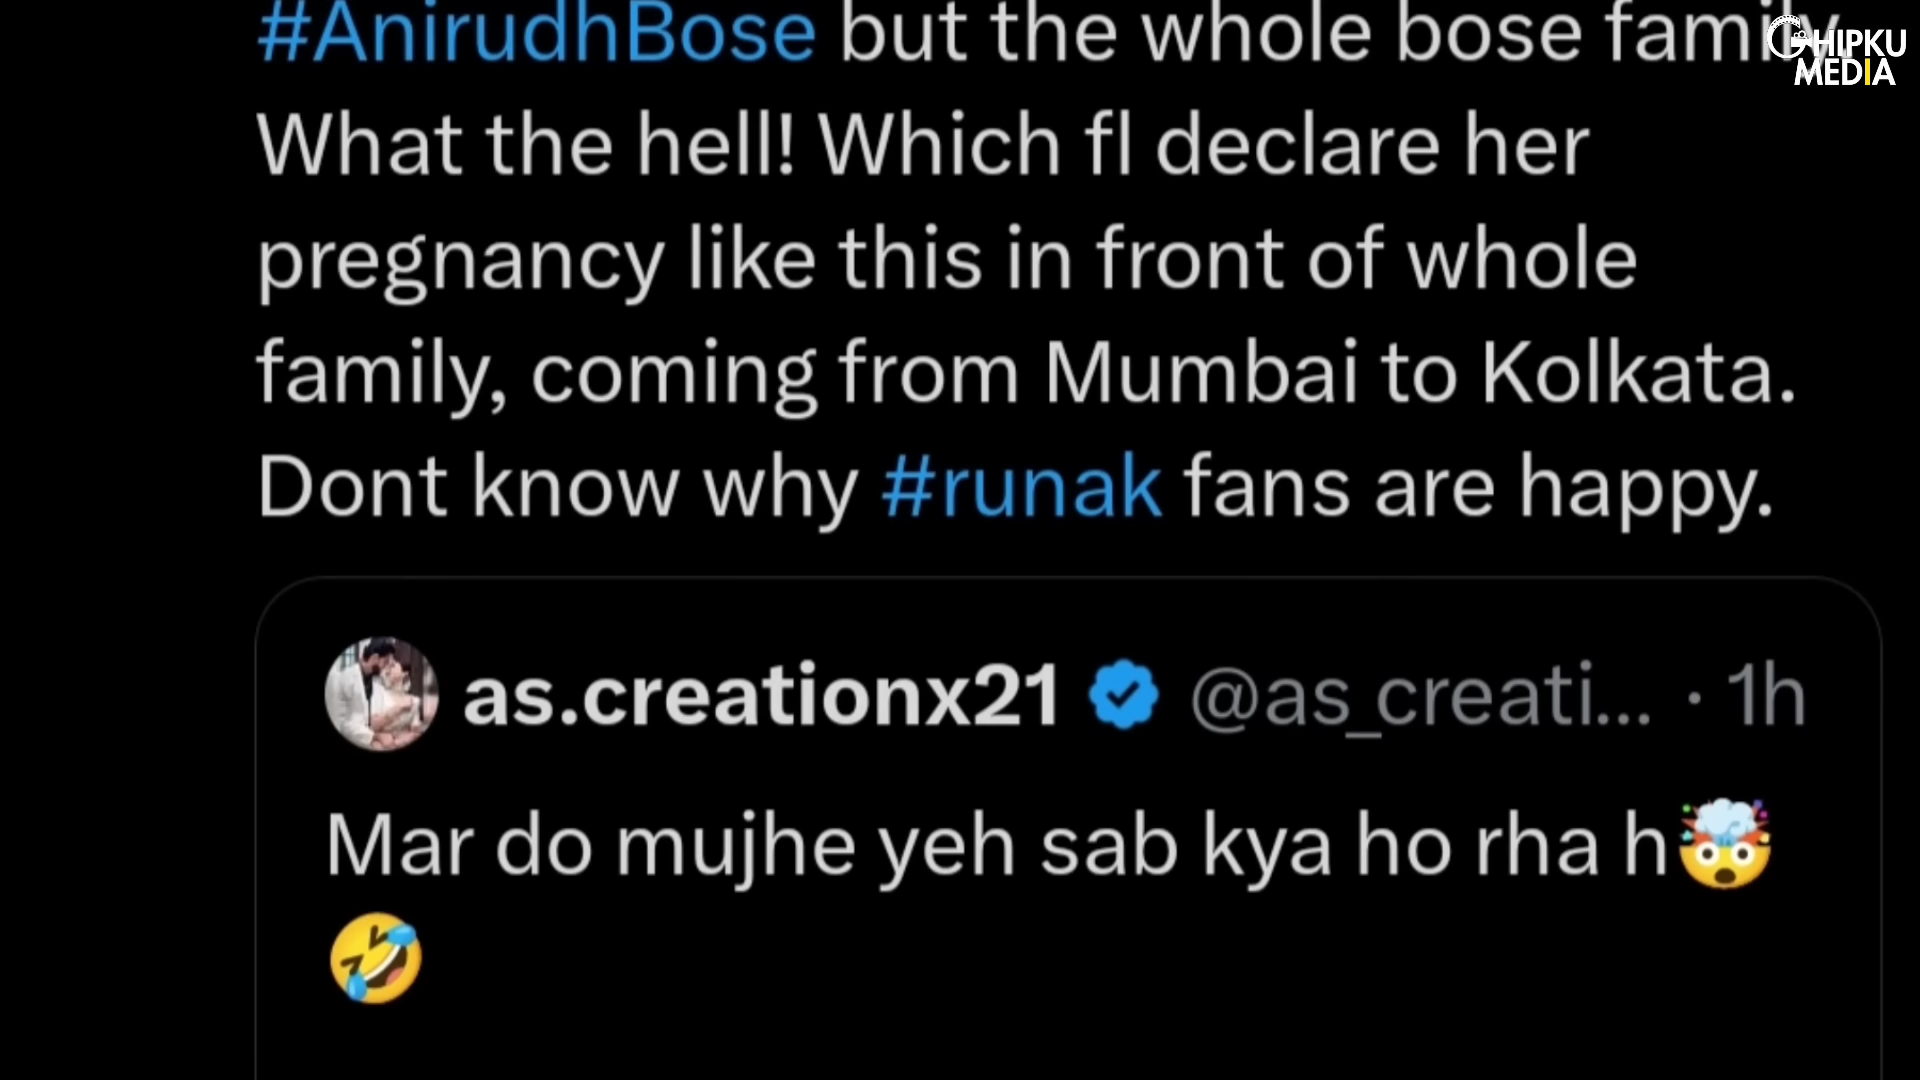 #AnirudhBose but the whole bose family.
What the hell! Which fl declare her
pregnancy like this in front of whole
family, coming from Mumbai to Kolkata.
Dont know why #runak fans are happy.
as.creationx21 @as_creati... · 1h
Mar do mujhe yeh sab kya ho rha h🤯
🤣
GHIPKU
MEDIA